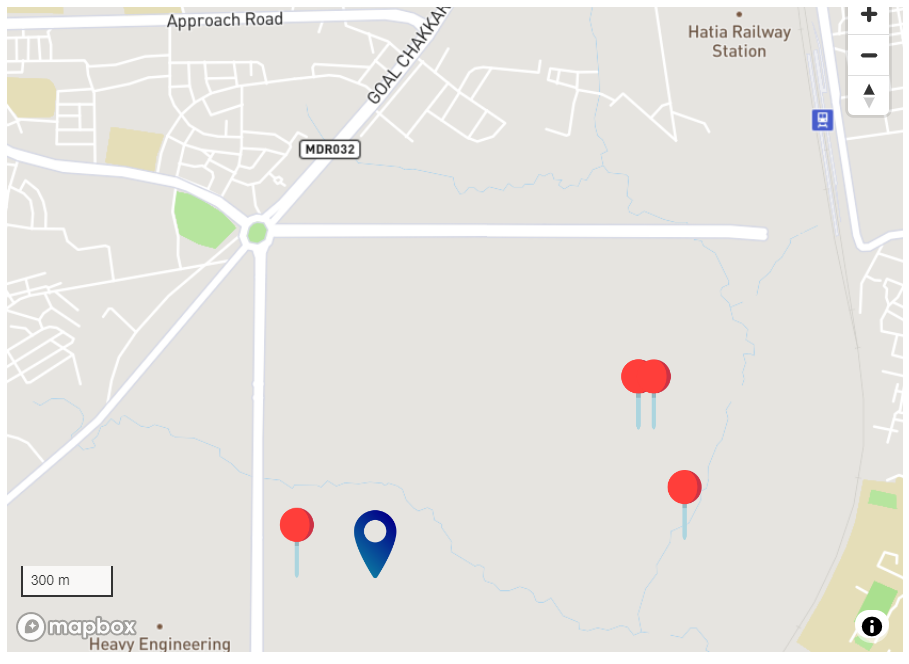 Approach Road
GOAL CHAKKAR
Hatia Railway
Station
MDR032
300 m
mapbox
Heavy Engineering